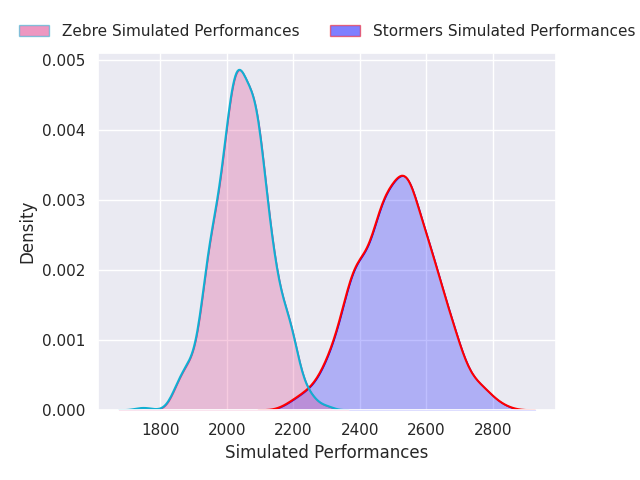 Zebre Simulated Performances Stormers Simulated Performances
0.005
0.004
0.003
0.002
0.001
0.000
Density
1800 2000 2200 2400 2600 2800
Simulated Performances